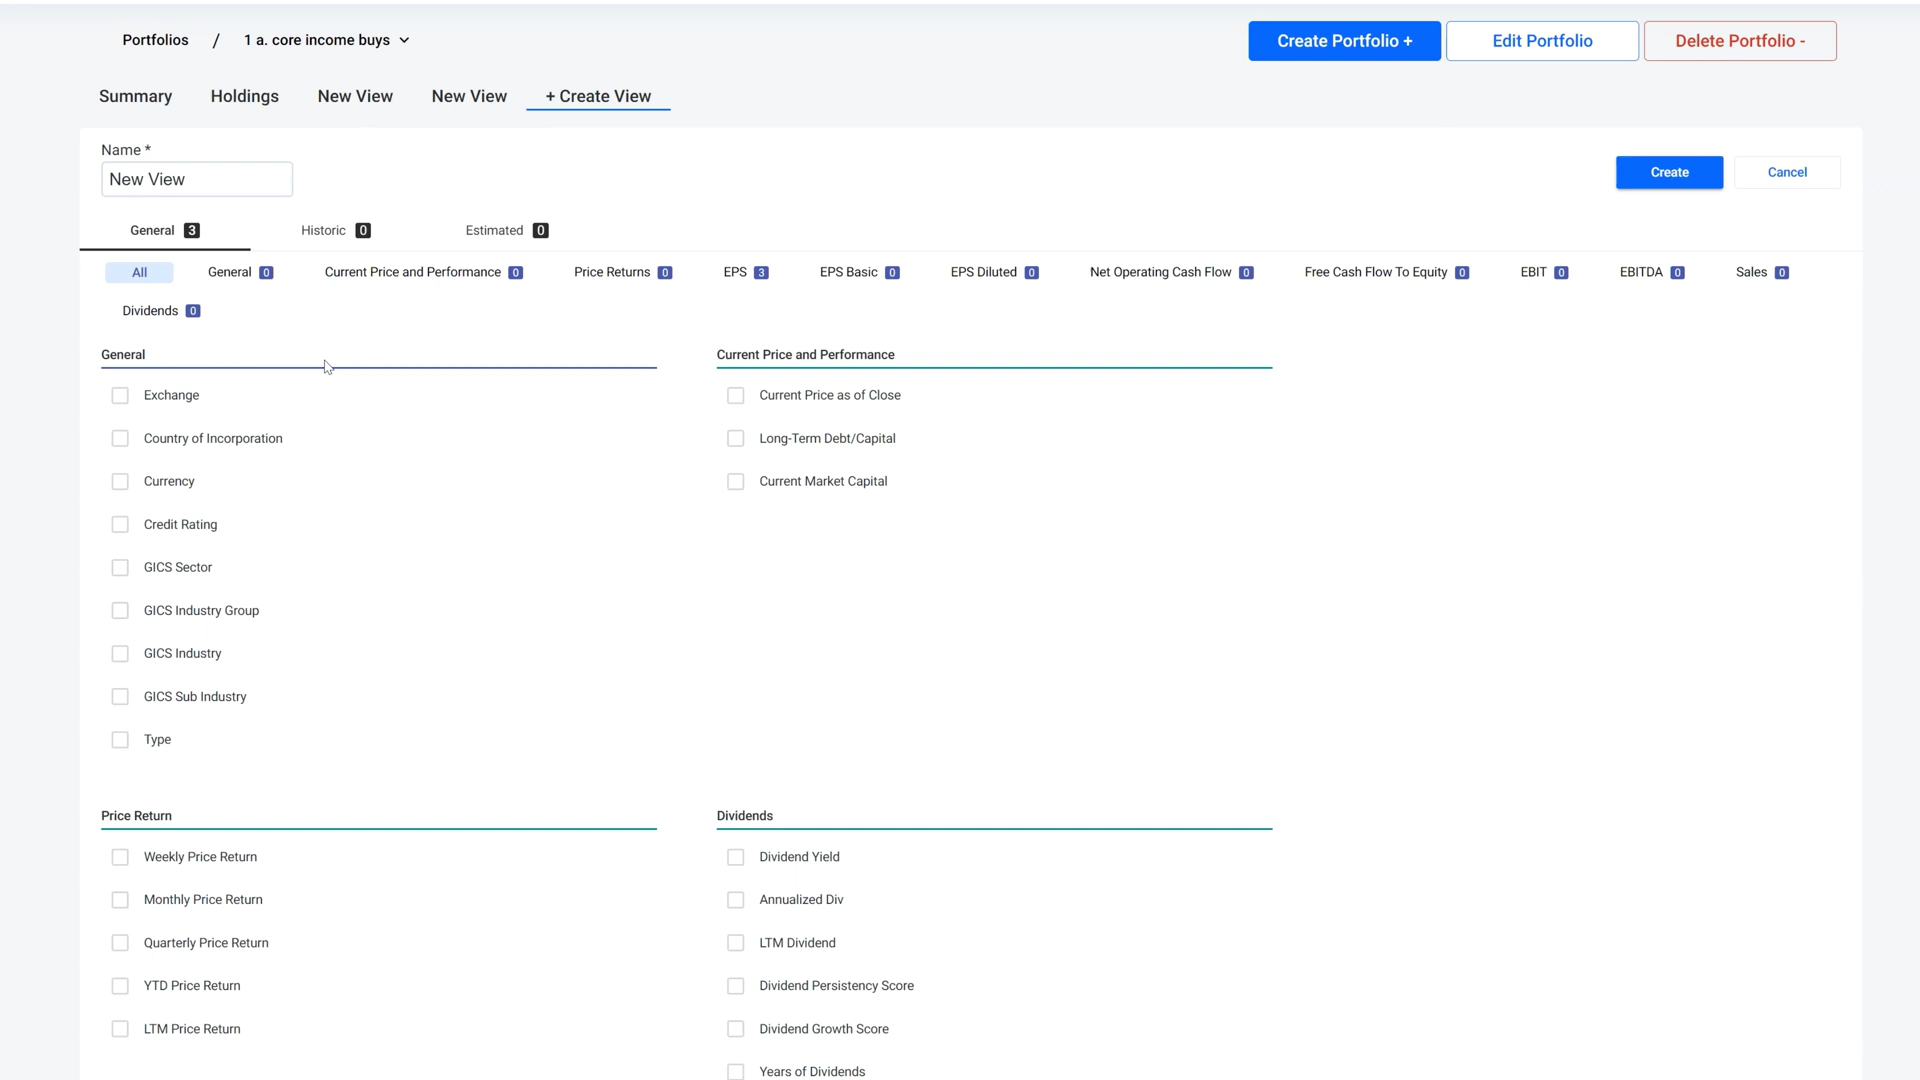 Portfolios / 1 a. core income buys
Create Portfolio + Edit Portfolio Delete Portfolio -
Summary Holdings New View New View + Create View
Name *
New View
Create Cancel
General 3 Historic 0 Estimated 0
All General 0 Current Price and Performance 0 Price Returns 0 EPS 3 EPS Basic 0 EPS Diluted 0 Net Operating Cash Flow 0 Free Cash Flow To Equity 0 EBIT 0 EBITDA 0 Sales 0
Dividends 0
General
Exchange
Country of Incorporation
Currency
Credit Rating
GICS Sector
GICS Industry Group
GICS Industry
GICS Sub Industry
Type
Current Price and Performance
Current Price as of Close
Long-Term Debt/Capital
Current Market Capital
Price Return
Weekly Price Return
Monthly Price Return
Quarterly Price Return
YTD Price Return
LTM Price Return
Dividends
Dividend Yield
Annualized Div
LTM Dividend
Dividend Persistency Score
Dividend Growth Score
Years of Dividends